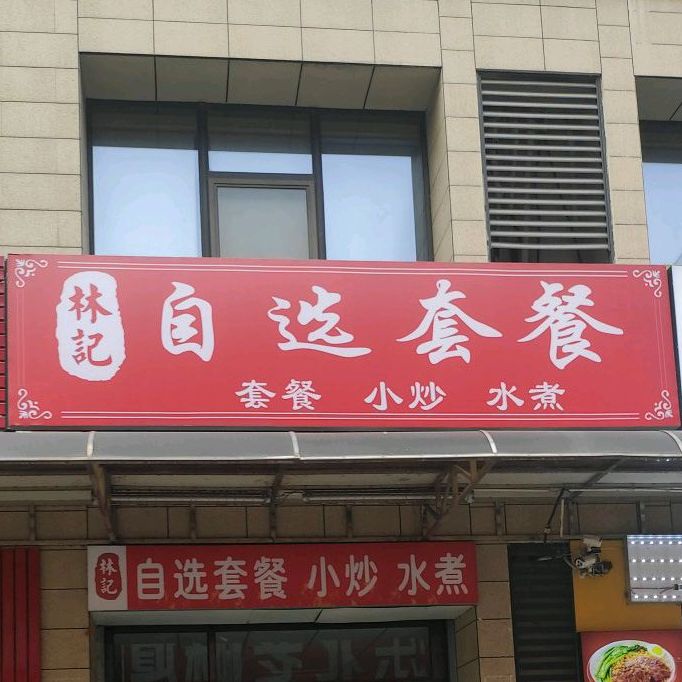 林記 自选套餐
套餐 小炒 水煮
林記 自选套餐 小炒 水煮